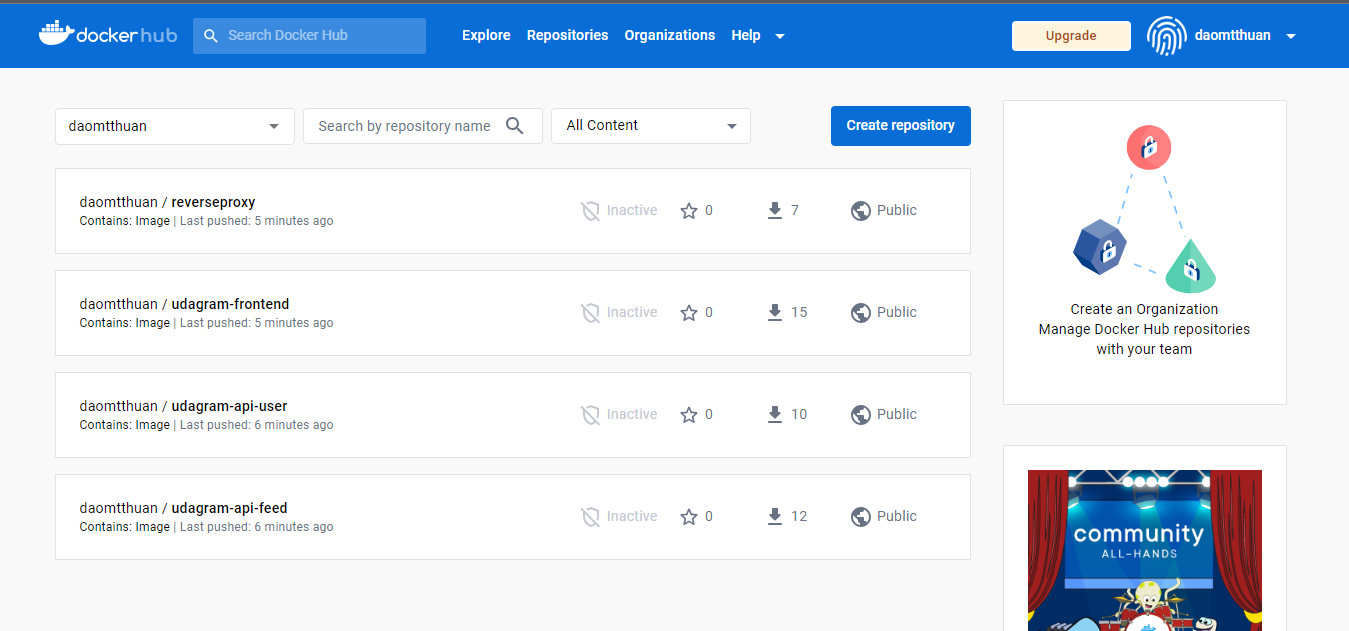 docker hub
Search Docker Hub
Explore
Repositories
Organizations
Help
Upgrade
daomtthuan
daomtthuan
Search by repository name
All Content
Create repository
daomtthuan / reverseproxy
Contains: Image | Last pushed: 5 minutes ago
Inactive
0
7
Public
daomtthuan / udagram-frontend
Contains: Image | Last pushed: 5 minutes ago
Inactive
0
15
Public
daomtthuan / udagram-api-user
Contains: Image | Last pushed: 6 minutes ago
Inactive
0
10
Public
daomtthuan / udagram-api-feed
Contains: Image | Last pushed: 6 minutes ago
Inactive
0
12
Public
Create an Organization
Manage Docker Hub repositories
with your team
community
ALL-HANDS